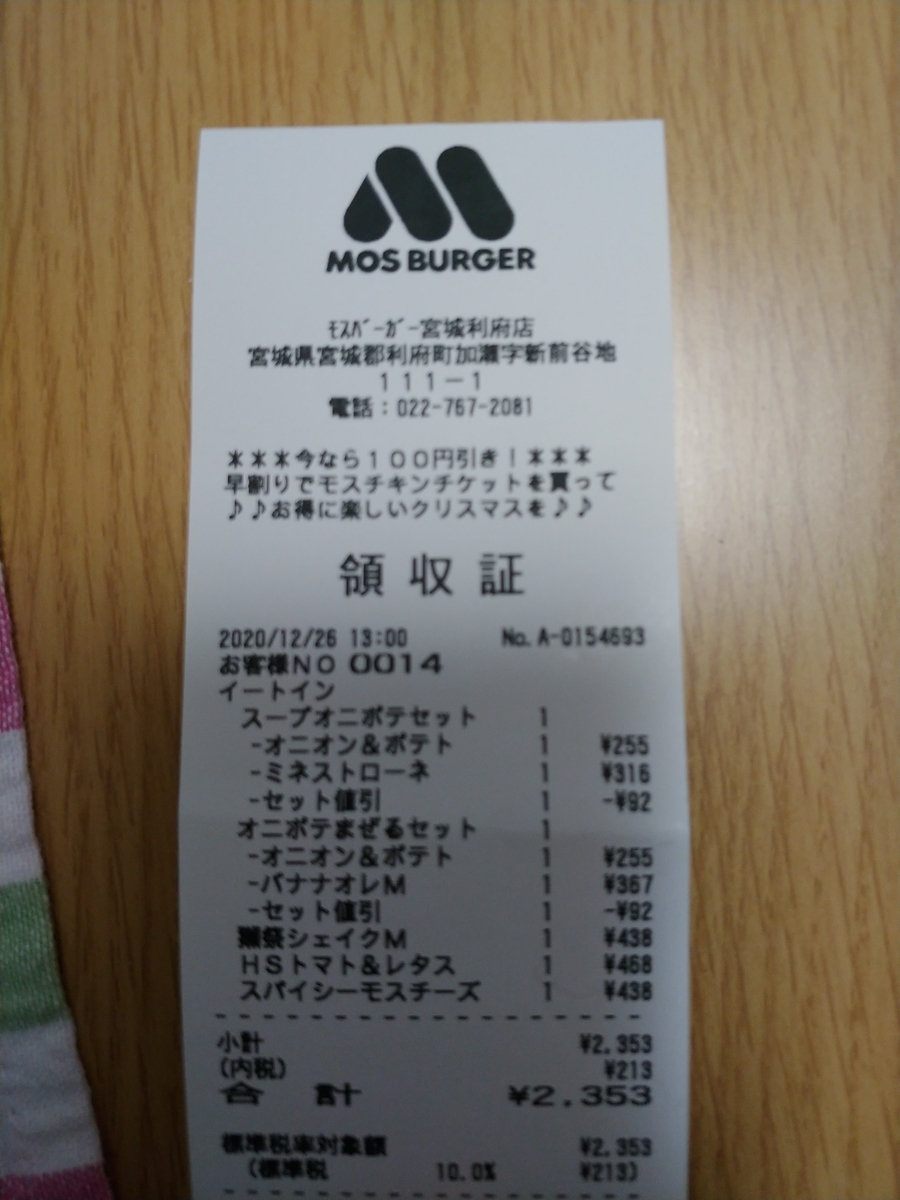 MOS BURGER
ﾓｽﾊﾞｰｶﾞｰ宮城利府店
宮城県宮城郡利府町加瀬字新前谷地
１１１－１
電話：022-767-2081
＊＊＊今なら１００円引き！＊＊＊
早割りでモスチキンチケットを買って
♪♪お得に楽しいクリスマスを♪♪
領収証
2020/12/26 13:00 No. A-0154693
お客様ＮＯ 0014
イートイン
スープオニポテセット 1
-オニオン＆ポテト 1 ¥255
-ミネストローネ 1 ¥316
-セット値引 1 -¥92
オニポテまぜるセット 1
-オニオン＆ポテト 1 ¥255
-バナナオレＭ 1 ¥367
-セット値引 1 -¥92
獺祭シェイクＭ 1 ¥438
ＨＳトマト＆レタス 1 ¥468
スパイシーモスチーズ 1 ¥438
小計 ¥2,353
(内税) ¥213
合 計 ¥2,353
標準税率対象額 ¥2,353
(標準税 10.0% ¥213)